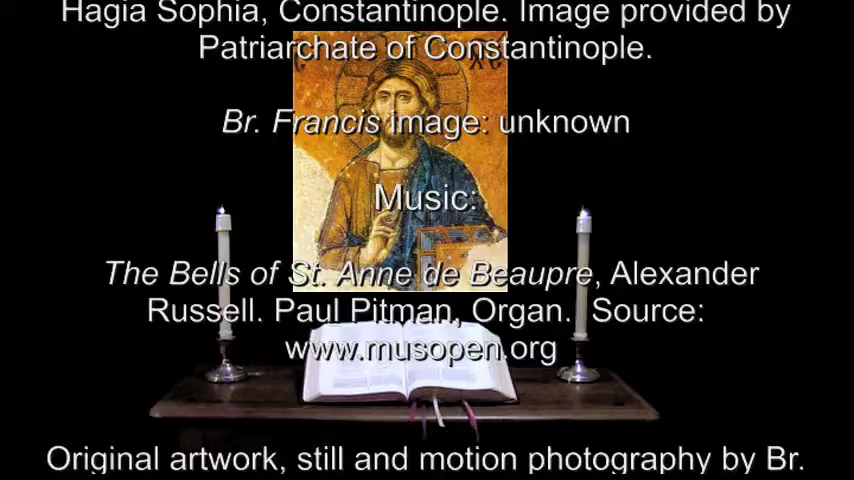 Hagia Sophia, Constantinople. Image provided by
Patriarchate of Constantinople.
Br. Francis image: unknown
Music:
The Bells of St. Anne de Beaupre, Alexander
Russell. Paul Pitman, Organ. Source:
www.musopen.org
Original artwork, still and motion photography by Br.